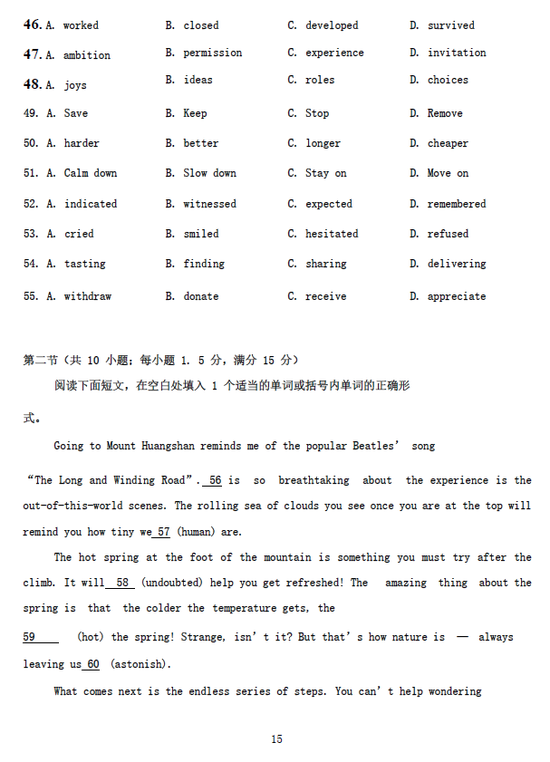 46. A. worked B. closed C. developed D. survived
47. A. ambition B. permission C. experience D. invitation
48. A. joys B. ideas C. roles D. choices
49. A. Save B. Keep C. Stop D. Remove
50. A. harder B. better C. longer D. cheaper
51. A. Calm down B. Slow down C. Stay on D. Move on
52. A. indicated B. witnessed C. expected D. remembered
53. A. cried B. smiled C. hesitated D. refused
54. A. tasting B. finding C. sharing D. delivering
55. A. withdraw B. donate C. receive D. appreciate
第二节（共 10 小题；每小题 1. 5 分，满分 15 分）
阅读下面短文，在空白处填入 1 个适当的单词或括号内单词的正确形
式。
Going to Mount Huangshan reminds me of the popular Beatles’ song
“The Long and Winding Road”. 56 is so breathtaking about the experience is the
out-of-this-world scenes. The rolling sea of clouds you see once you are at the top will
remind you how tiny we 57 (human) are.
The hot spring at the foot of the mountain is something you must try after the
climb. It will 58 (undoubted) help you get refreshed! The amazing thing about the
spring is that the colder the temperature gets, the
59 (hot) the spring! Strange, isn’t it? But that’s how nature is — always
leaving us 60 (astonish).
What comes next is the endless series of steps. You can’t help wondering
15